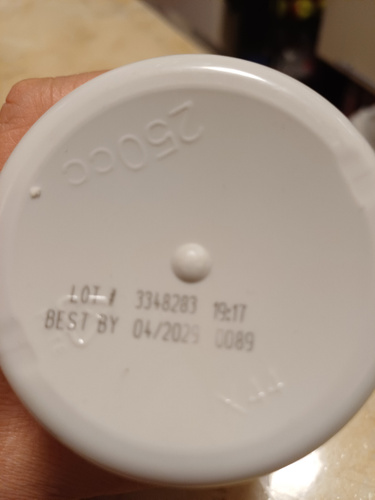 250cc
LOT # 3348283 19:17
BEST BY 04/2029 0089